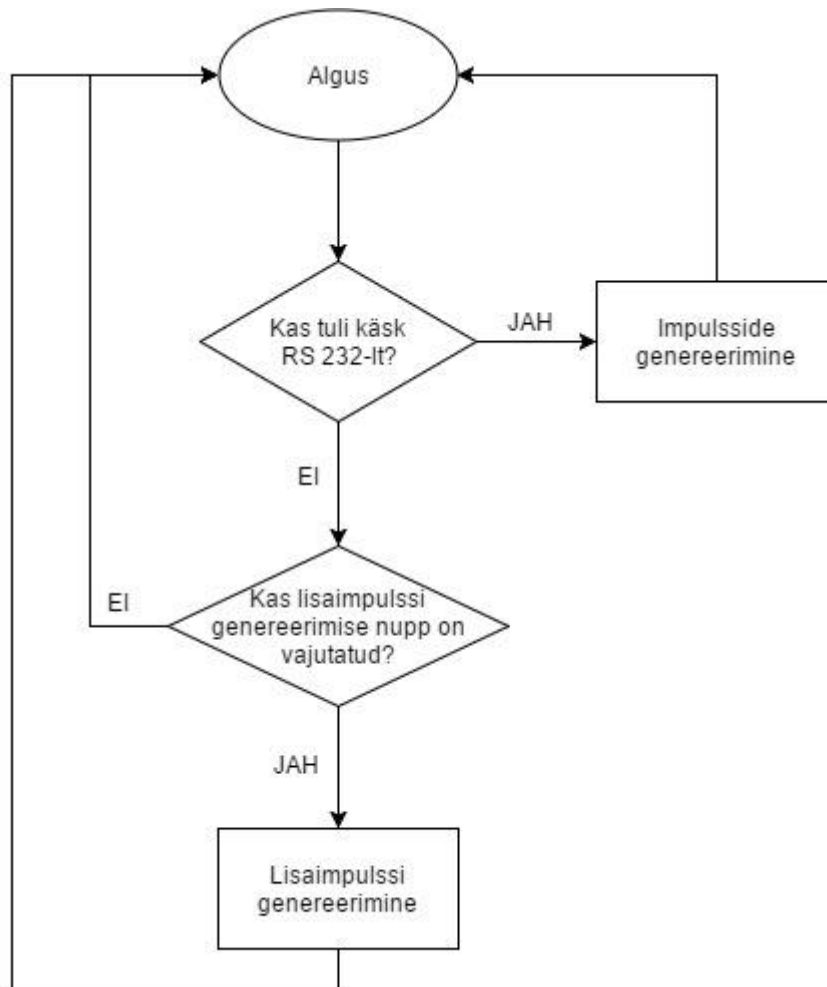 Algus
Kas tuli käsk
RS 232-lt?
JAH
Impulsside
genereerimine
EI
Kas lisaimpulssi
genereerimise nupp on
vajutatud?
EI
JAH
Lisaimpulssi
genereerimine